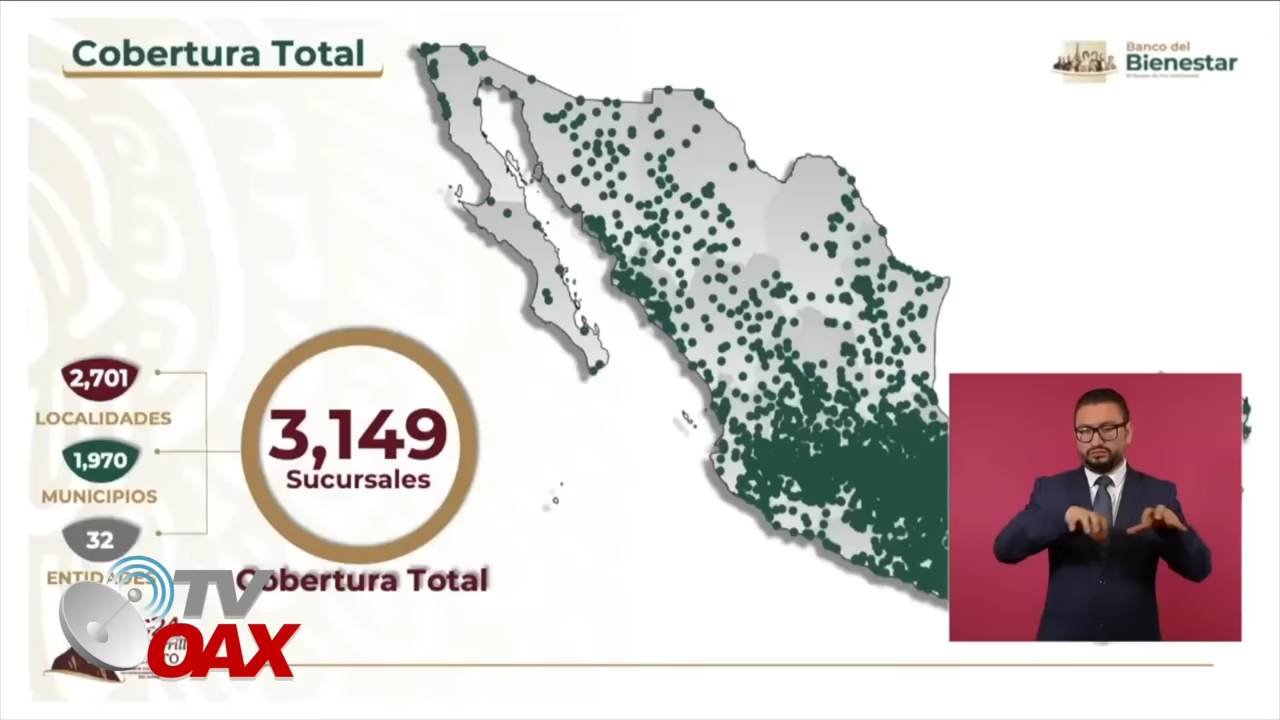 Cobertura Total
Banco del
Bienestar
2,701
LOCALIDADES
1,970
MUNICIPIOS
32
ENTIDADES
3,149
Sucursales
Cobertura Total
TV
OAX